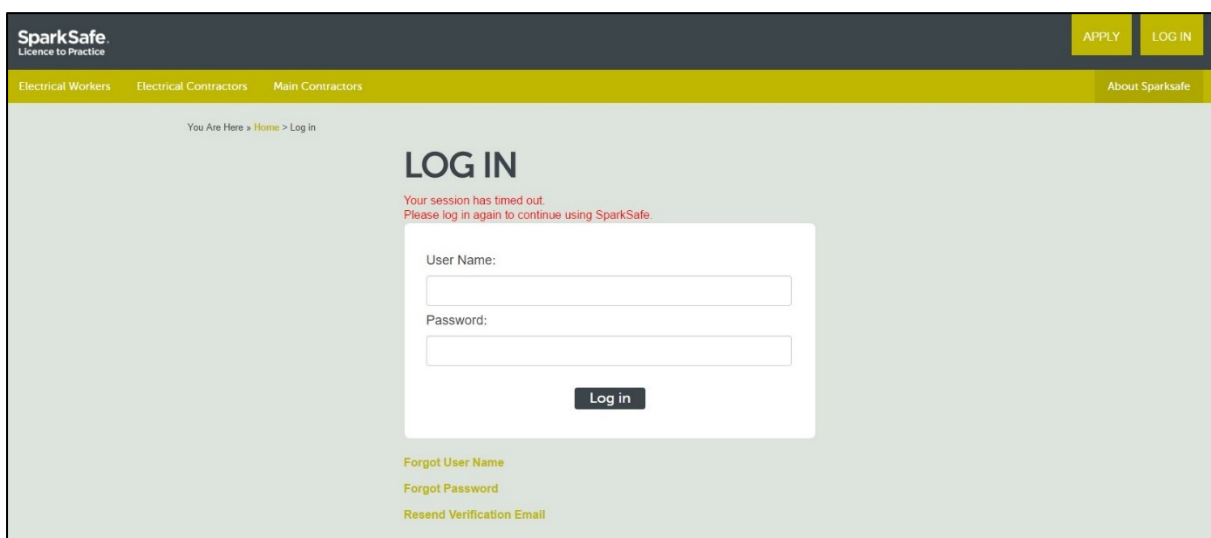 SparkSafe.
Licence to Practice
APPLY
LOG IN
Electrical Workers
Electrical Contractors
Main Contractors
About Sparksafe
You Are Here » Home > Log in
LOG IN
Your session has timed out.
Please log in again to continue using SparkSafe.
User Name:
Password:
Log in
Forgot User Name
Forgot Password
Resend Verification Email